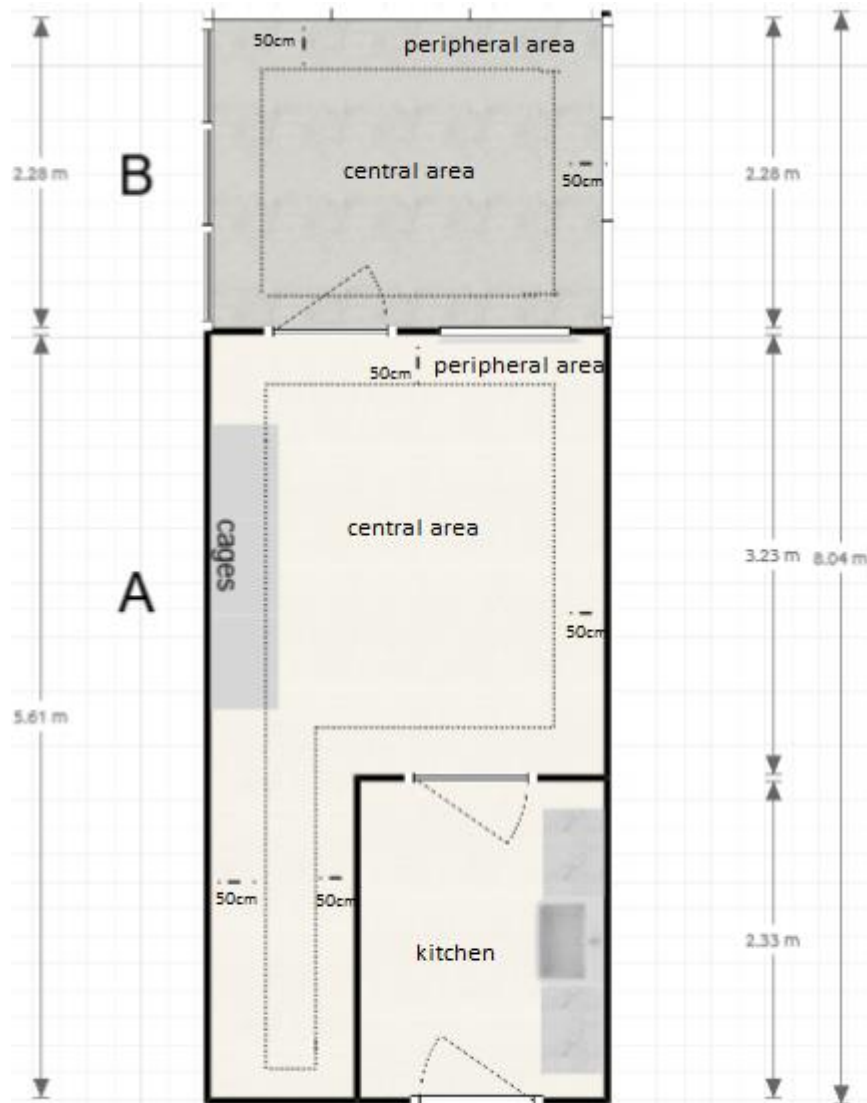 50cm
peripheral area
2.28 m
B
central area
50cm
2.28 m
50cm
peripheral area
cages
central area
3.23 m
8.04 m
A
50cm
5.61 m
50cm
50cm
kitchen
2.33 m